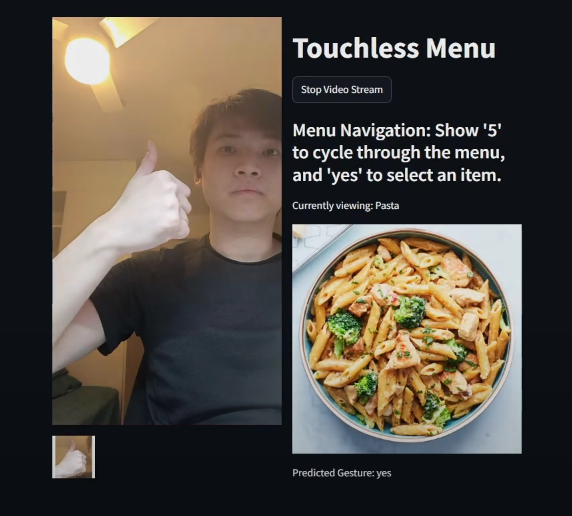 Touchless Menu
Stop Video Stream
Menu Navigation: Show '5'
to cycle through the menu,
and 'yes' to select an item.
Currently viewing: Pasta
Predicted Gesture: yes